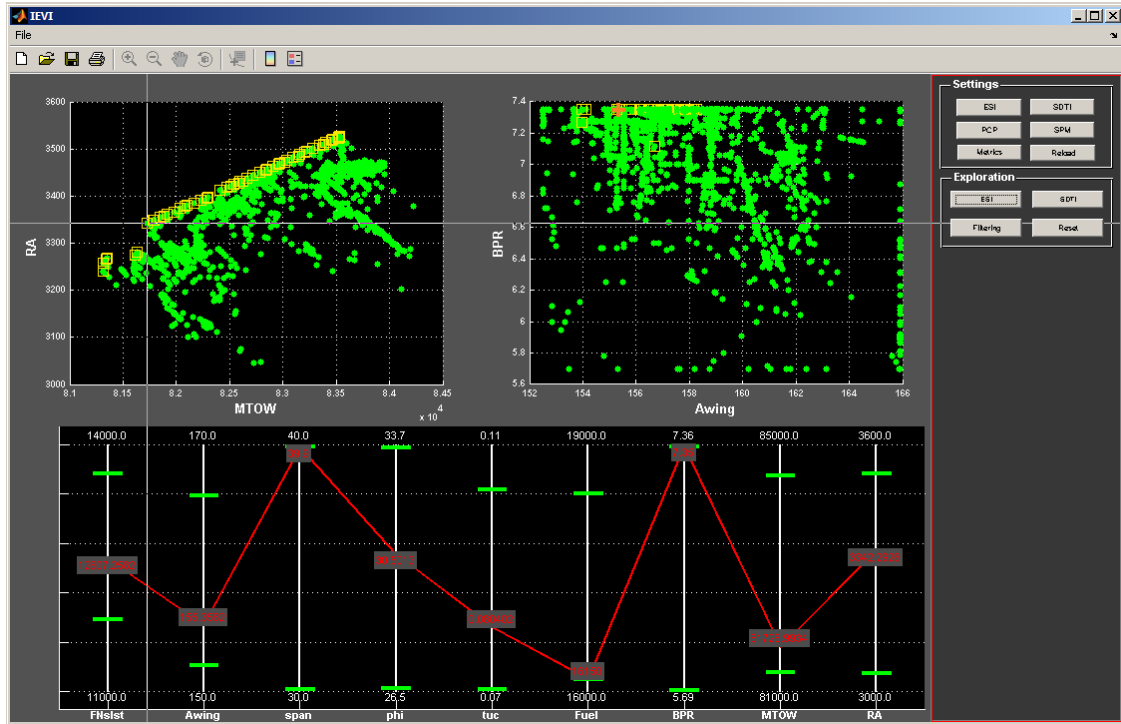 IEVI
File
Settings
ESI SDTI
PCP SPM
Metrics Reload
Exploration
EGI GDTI
Filtering Reset
3600
3500
3400
3300
3200
3100
3000
RA
8.1 8.15 8.2 8.25 8.3 8.35 8.4 8.45
MTOW
x 10^4
7.4
7.2
7
6.8
6.6
6.4
6.2
6
5.8
5.6
BPR
152 154 156 158 160 162 164 166
Awing
14000.0 170.0 40.0 33.7 0.11 19000.0 7.36 85000.0 3600.0
11000.0 150.0 30.0 26.5 0.07 16000.0 5.69 81000.0 3000.0
FNslst Awing span phi tuc Fuel BPR MTOW RA